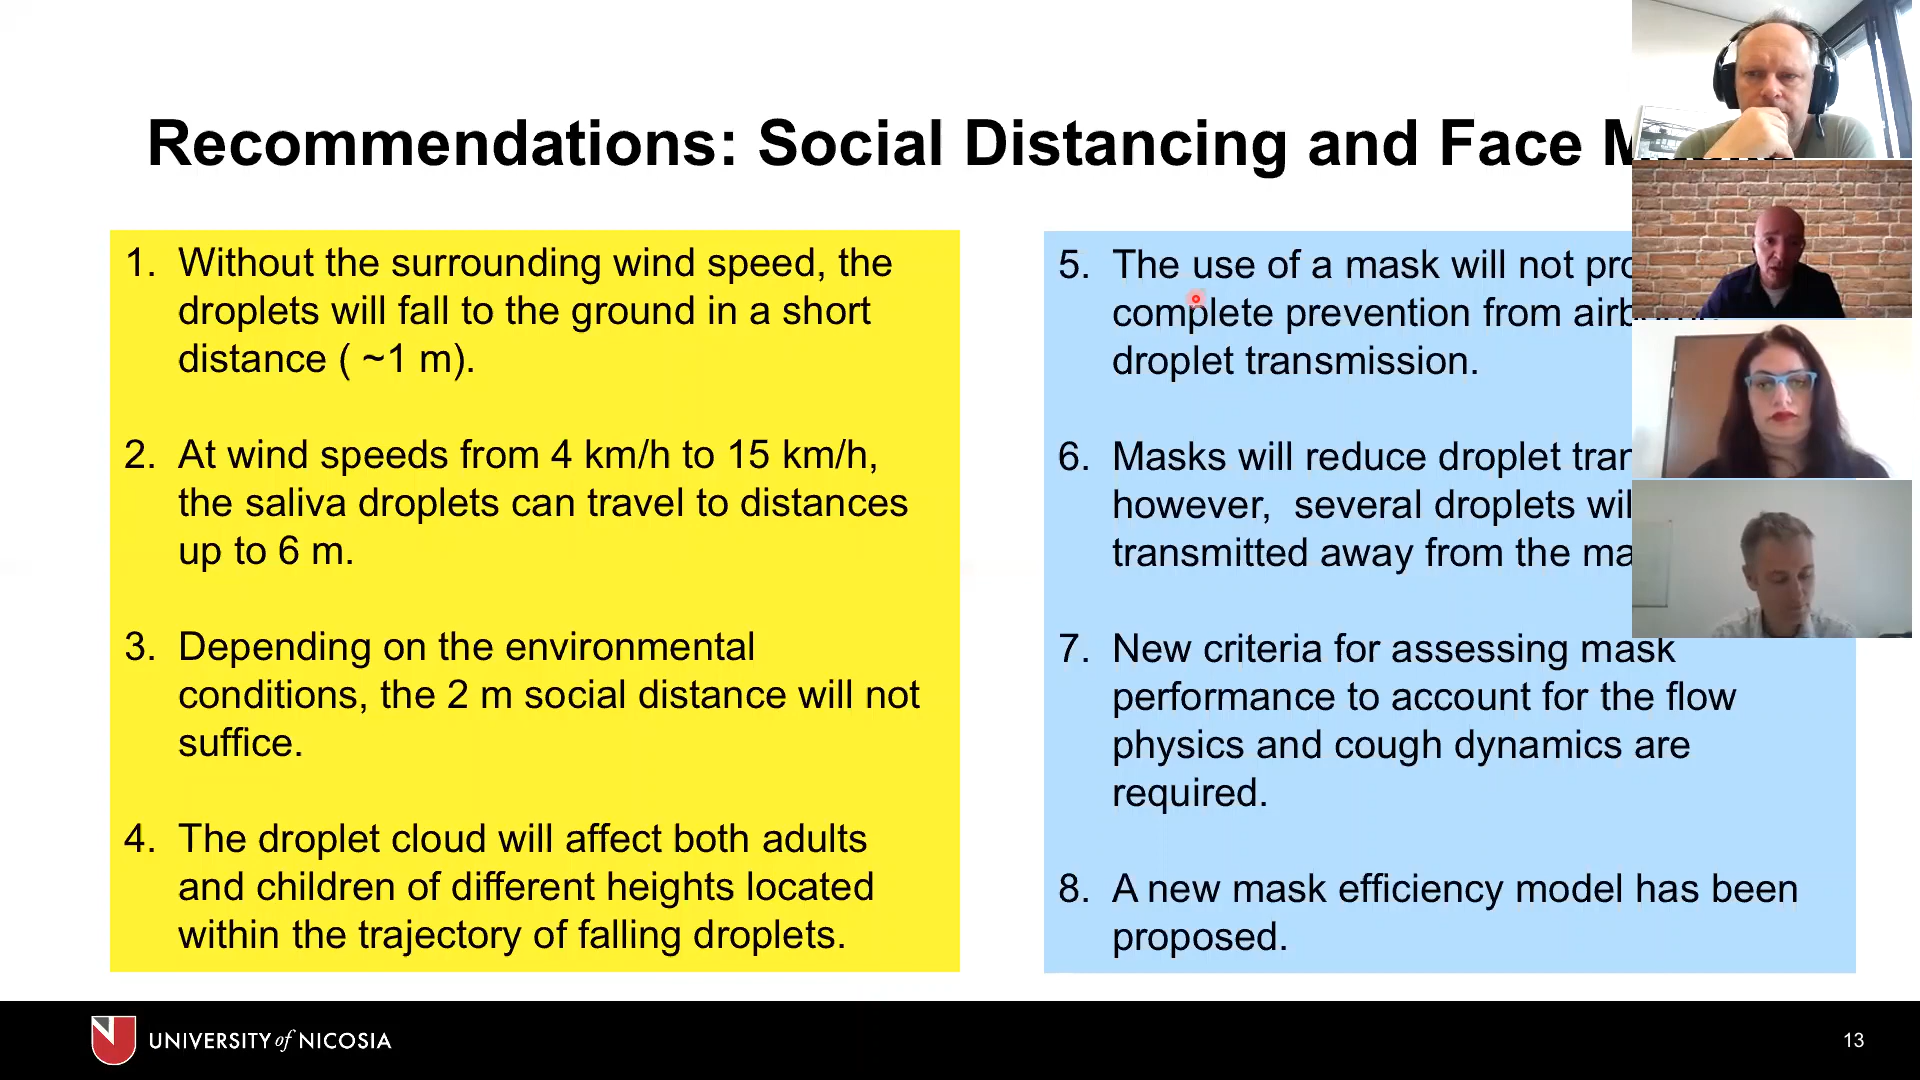 Recommendations: Social Distancing and Face
1. Without the surrounding wind speed, the
droplets will fall to the ground in a short
distance ( ~1 m).
2. At wind speeds from 4 km/h to 15 km/h,
the saliva droplets can travel to distances
up to 6 m.
3. Depending on the environmental
conditions, the 2 m social distance will not
suffice.
4. The droplet cloud will affect both adults
and children of different heights located
within the trajectory of falling droplets.
5. The use of a mask will not
complete prevention from
droplet transmission.
6. Masks will reduce droplet
however, several droplets
transmitted away from the
7. New criteria for assessing mask
performance to account for the flow
physics and cough dynamics are
required.
8. A new mask efficiency model has been
proposed.
UNIVERSITY of NICOSIA
13